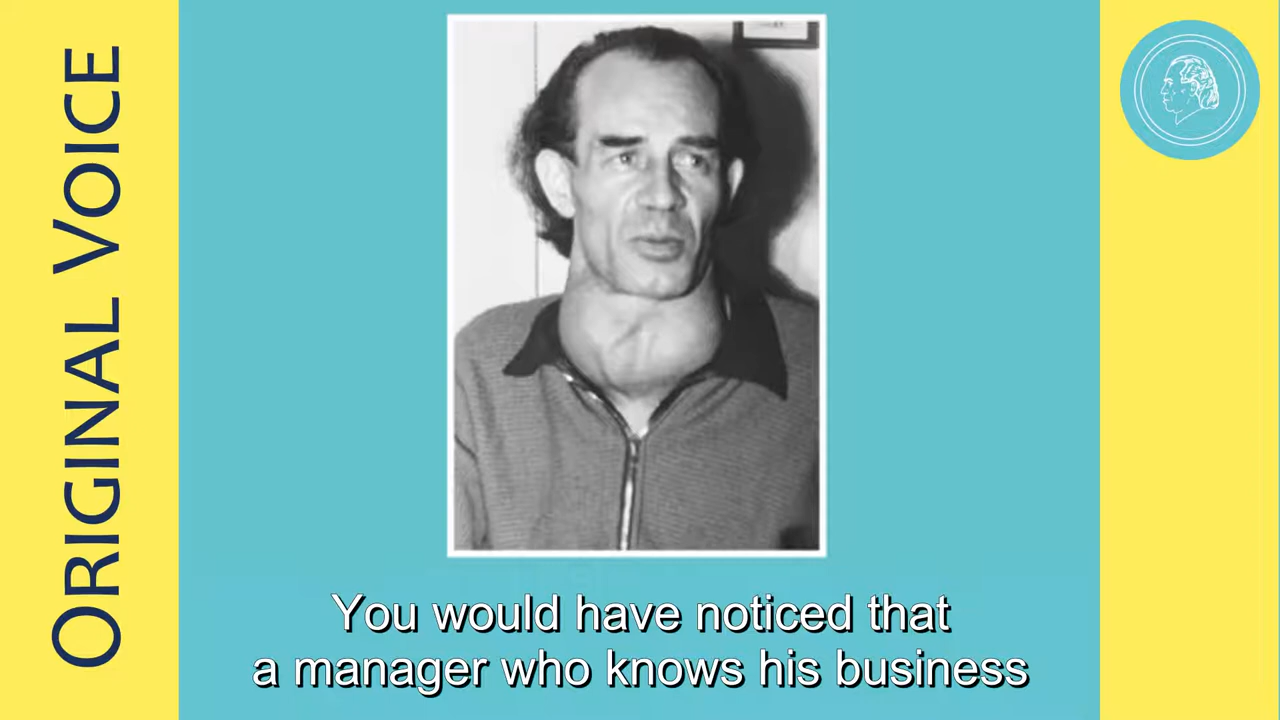 ORIGINAL VOICE
You would have noticed that
a manager who knows his business